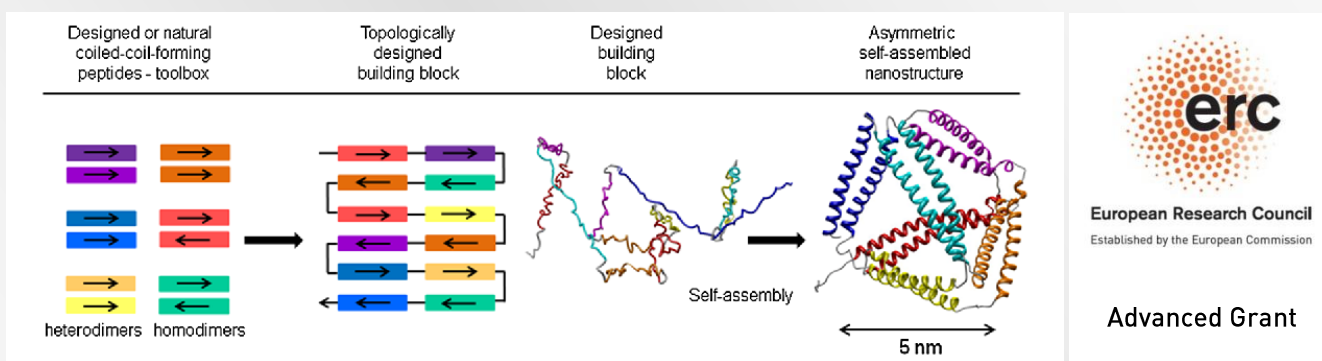 Designed or natural
coiled-coil-forming
peptides - toolbox
Topologically
designed
building block
Designed
building
block
Asymmetric
self-assembled
nanostructure
heterodimers homodimers
Self-assembly
5 nm
erc
European Research Council
Established by the European Commission
Advanced Grant